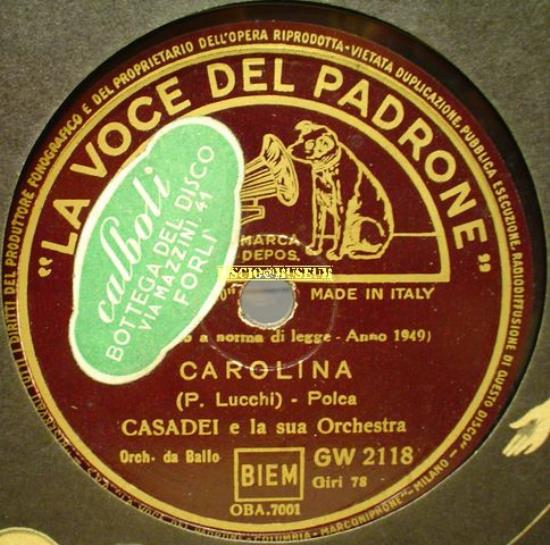 DEL PRODUTTORE FONOGRAFICO E DEL PROPRIETARIO DELL'OPERA RIPRODOTTA - VIETATA DUPLICAZIONE, PUBBLICA ESECUZIONE, RADIODIFFUSIONE DI QUESTO DISCO
"LA VOCE DEL PADRONE"
calboli
BOTTEGA DEL DISCO
VIA MAZZINI 41
FORLI'
MARCA
DEPOS.
MUSEUM
MADE IN ITALY
a norma di legge - Anno 1949)
CAROLINA
(P. Lucchi) - Polca
CASADEI e la sua Orchestra
Orch. da Ballo
BIEM
GW 2118
Giri 78
OBA.7001
COLUMBIA - MARCONIPHONE" - MILANO -